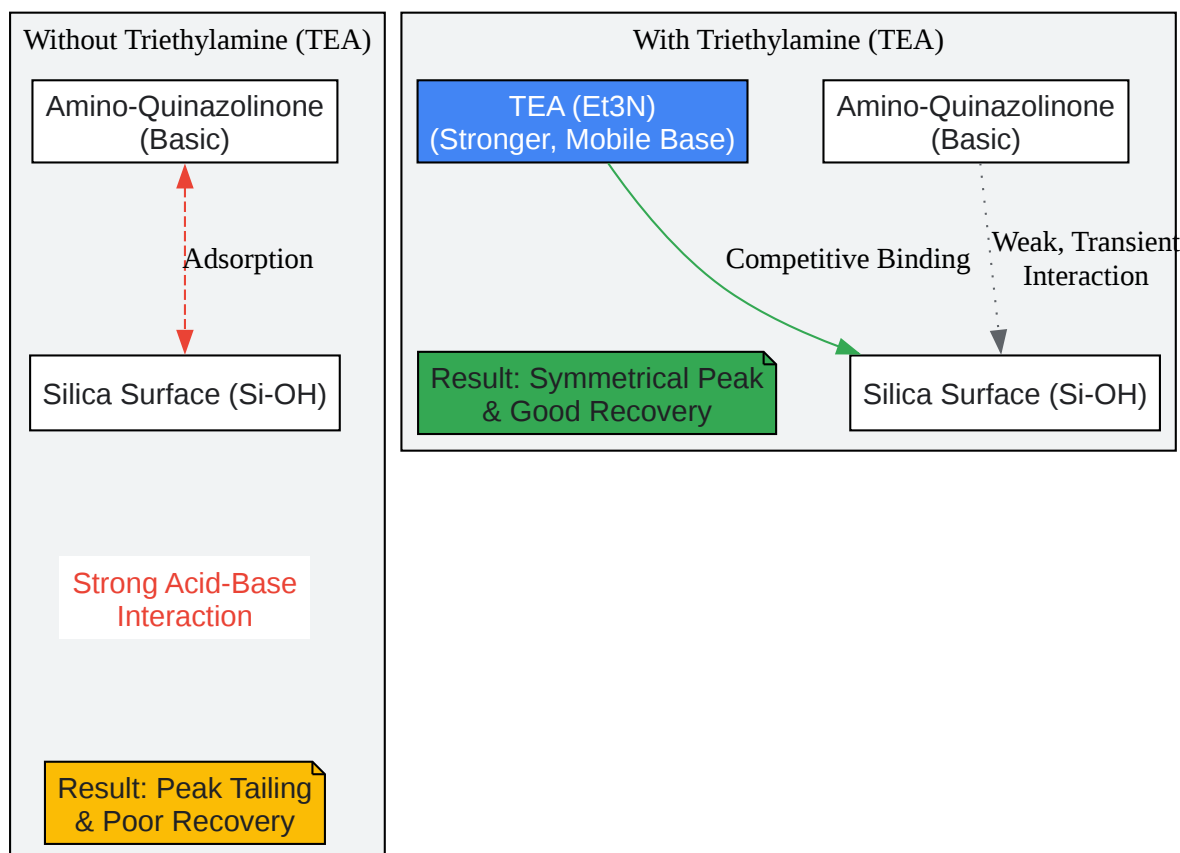 Without Triethylamine (TEA)
Amino-Quinazolinone
(Basic)
Adsorption
Silica Surface (Si-OH)
Strong Acid-Base
Interaction
Result: Peak Tailing
& Poor Recovery
With Triethylamine (TEA)
TEA (Et3N)
(Stronger, Mobile Base)
Amino-Quinazolinone
(Basic)
Competitive Binding
Weak, Transient
Interaction
Result: Symmetrical Peak
& Good Recovery
Silica Surface (Si-OH)